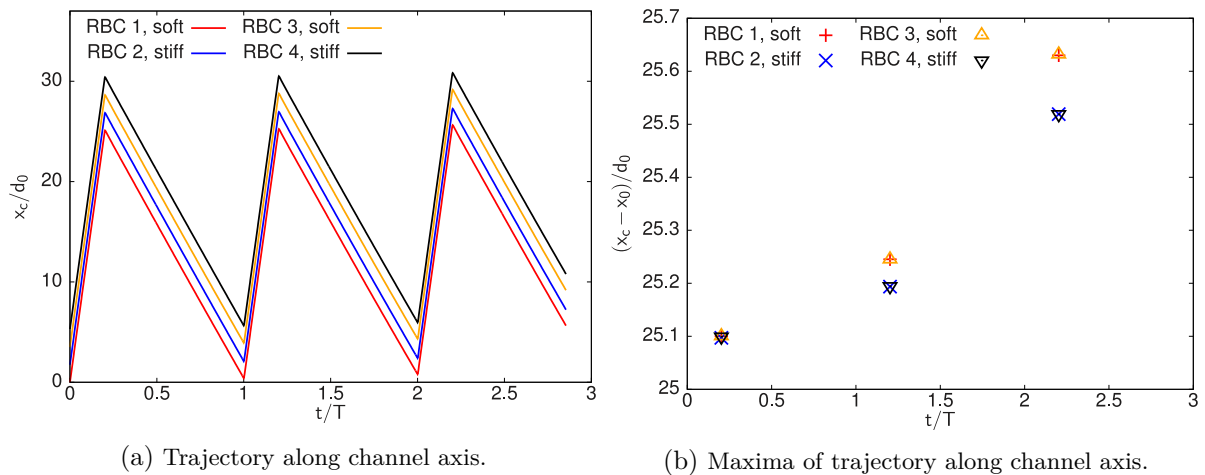 RBC 1, soft RBC 3, soft
RBC 2, stiff RBC 4, stiff
30
20
10
0
x_c/d_0
0 0.5 1 1.5 2 2.5 3
t/T
(a) Trajectory along channel axis.
25.7
RBC 1, soft RBC 3, soft
RBC 2, stiff RBC 4, stiff
25.6
25.5
25.4
25.3
25.2
25.1
25
(x_c − x_0)/d_0
0 0.5 1 1.5 2 2.5 3
t/T
(b) Maxima of trajectory along channel axis.